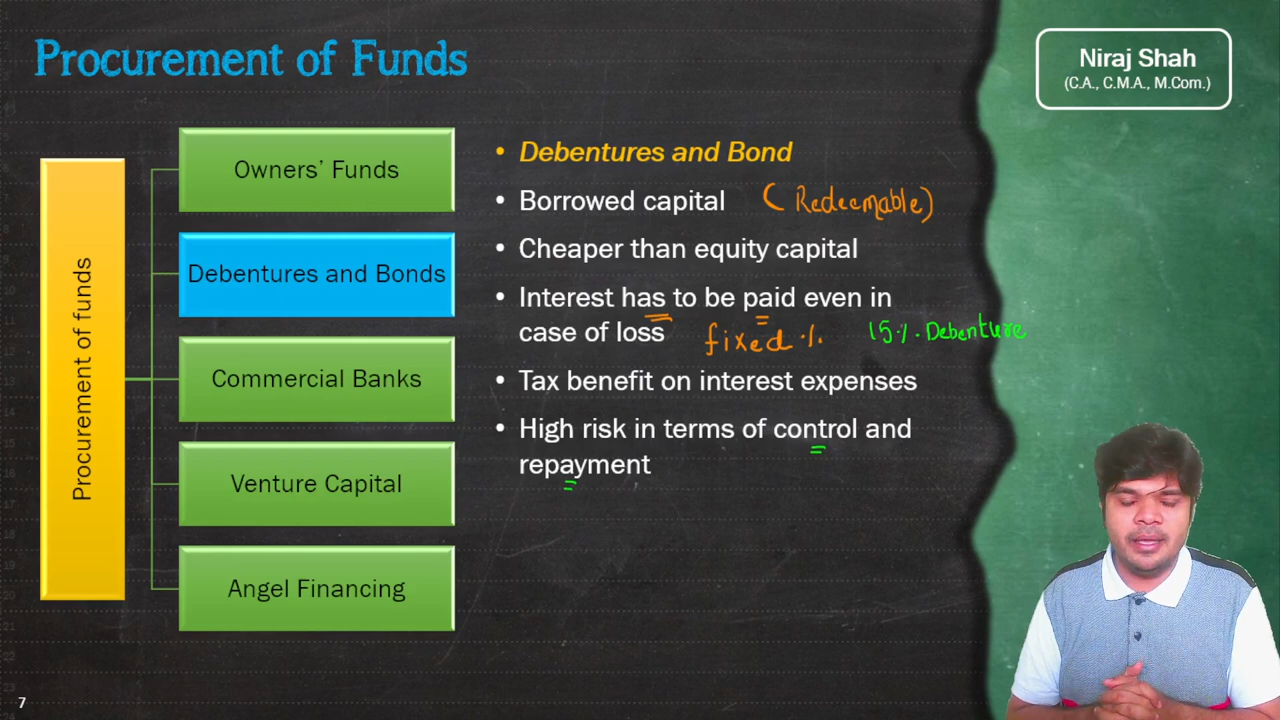 Procurement of Funds
Niraj Shah
(C.A., C.M.A., M.Com.)
Procurement of funds
Owners' Funds
Debentures and Bonds
Commercial Banks
Venture Capital
Angel Financing
• Debentures and Bond
• Borrowed capital (Redeemable)
• Cheaper than equity capital
• Interest has to be paid even in
case of loss fixed % 15% Debenture
• Tax benefit on interest expenses
• High risk in terms of control and
repayment
7